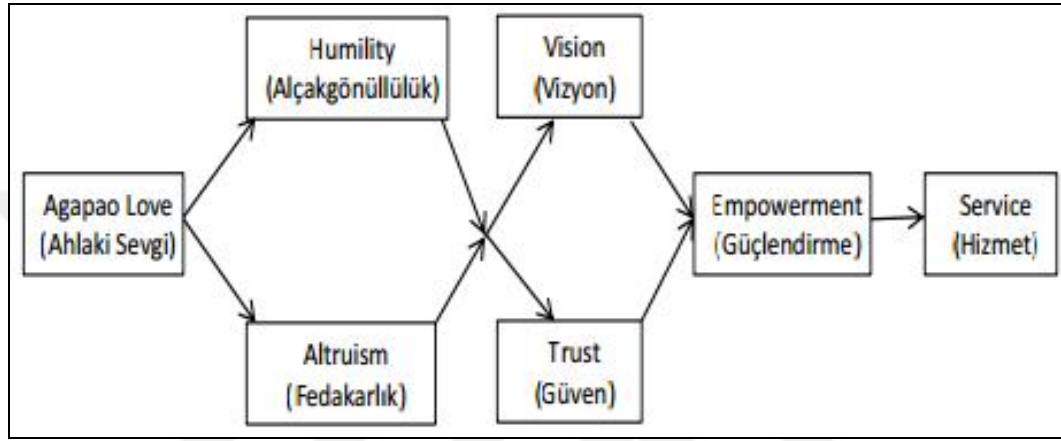 Humility
(Alçakgönüllülük)
Vision
(Vizyon)
Agapao Love
(Ahlaki Sevgi)
Empowerment
(Güçlendirme)
Service
(Hizmet)
Altruism
(Fedakarlık)
Trust
(Güven)